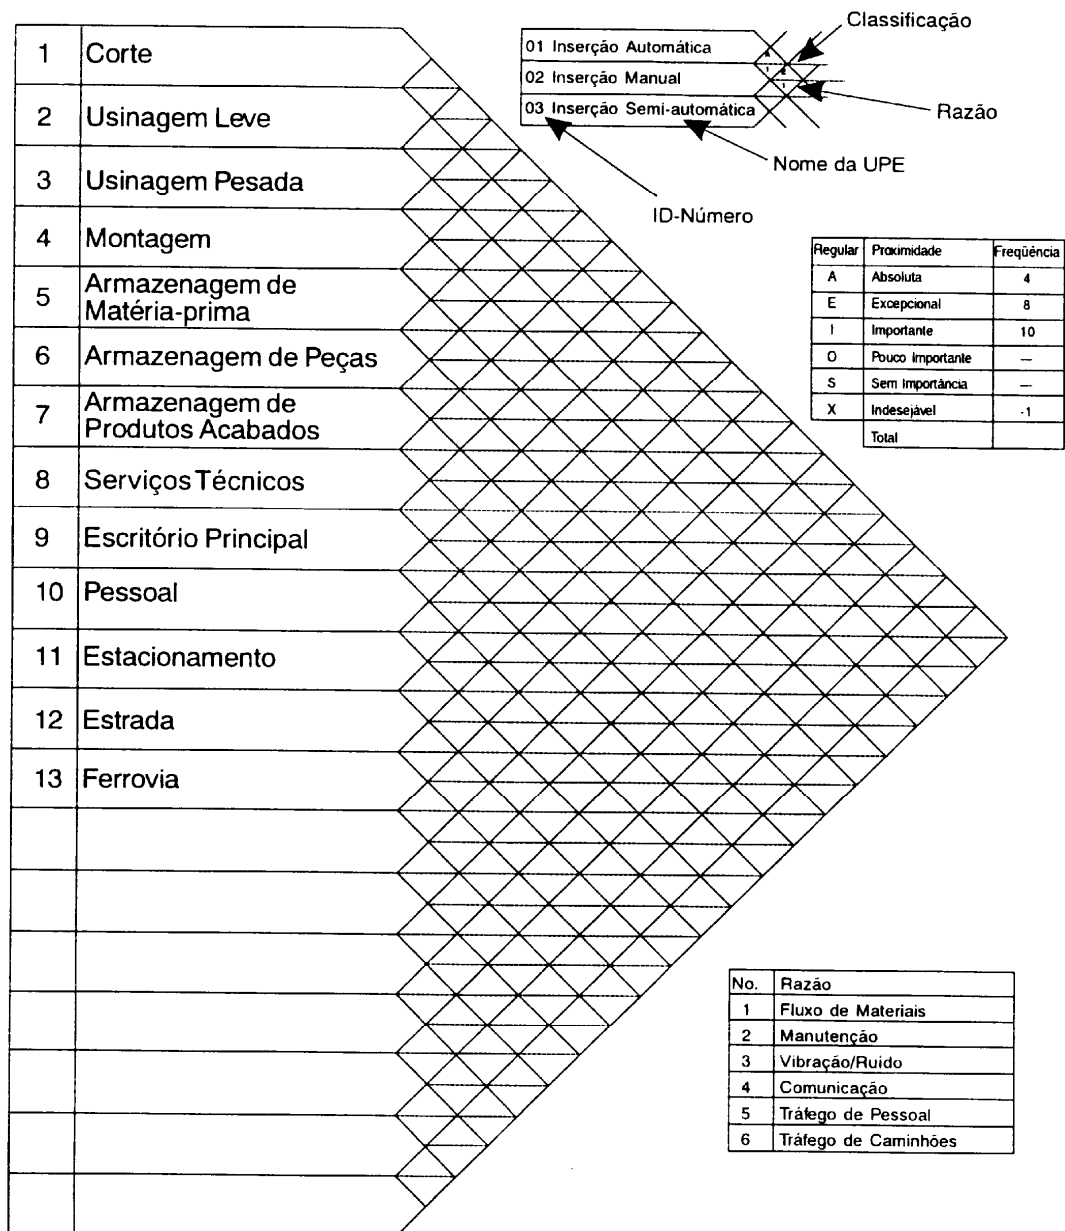 1 Corte
2 Usinagem Leve
3 Usinagem Pesada
4 Montagem
5 Armazenagem de
Matéria-prima
6 Armazenagem de Peças
7 Armazenagem de
Produtos Acabados
8 Serviços Técnicos
9 Escritório Principal
10 Pessoal
11 Estacionamento
12 Estrada
13 Ferrovia
Classificação
01 Inserção Automática
02 Inserção Manual
03 Inserção Semi-automática
Razão
Nome da UPE
ID-Número
Regular Proximidade Freqüência
A Absoluta 4
E Excepcional 8
I Importante 10
O Pouco Importante —
S Sem Importância —
X Indesejável -1
Total
No. Razão
1 Fluxo de Materiais
2 Manutenção
3 Vibração/Ruído
4 Comunicação
5 Tráfego de Pessoal
6 Tráfego de Caminhões